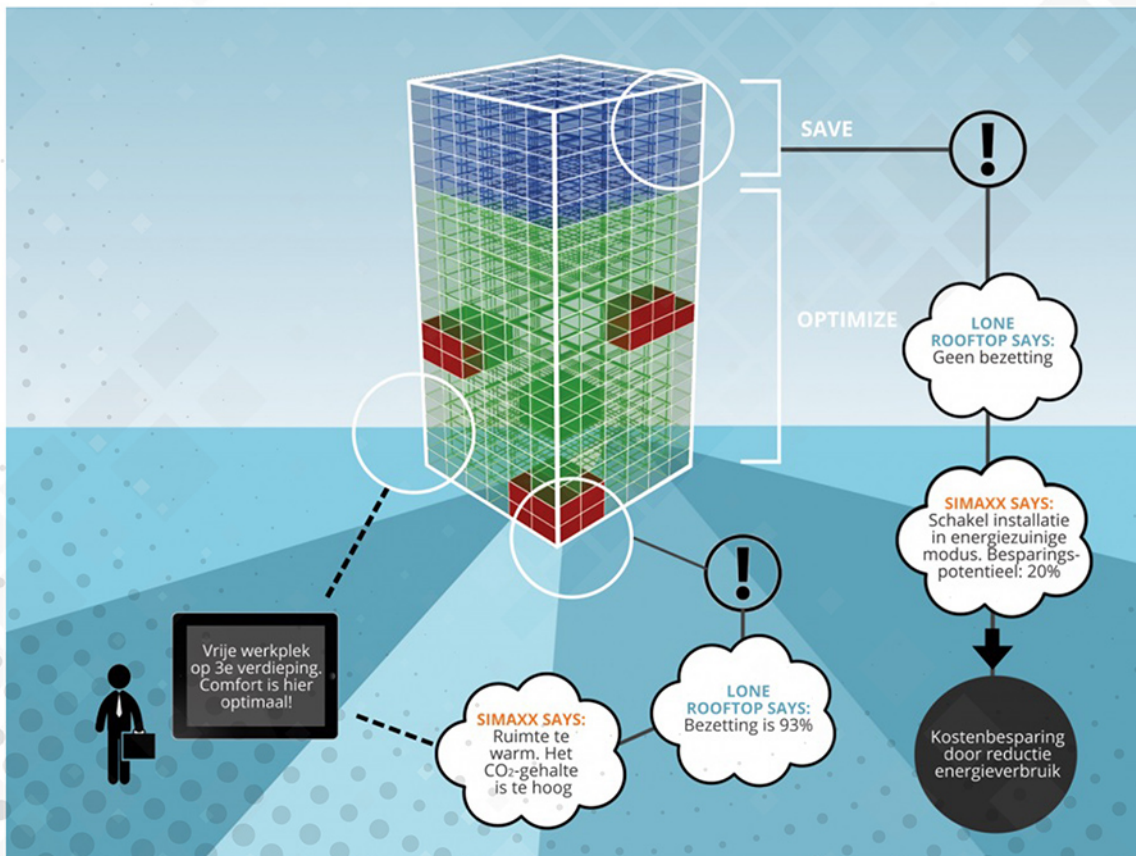 SAVE
!
OPTIMIZE
LONE
ROOFTOP SAYS:
Geen bezetting
SIMAXX SAYS:
Schakel installatie
in energiezuinige
modus. Besparings-
potentieel: 20%
Kostenbesparing
door reductie
energieverbruik
!
LONE
ROOFTOP SAYS:
Bezetting is 93%
SIMAXX SAYS:
Ruimte te
warm. Het
CO₂-gehalte
is te hoog
Vrije werkplek
op 3e verdieping.
Comfort is hier
optimaal!